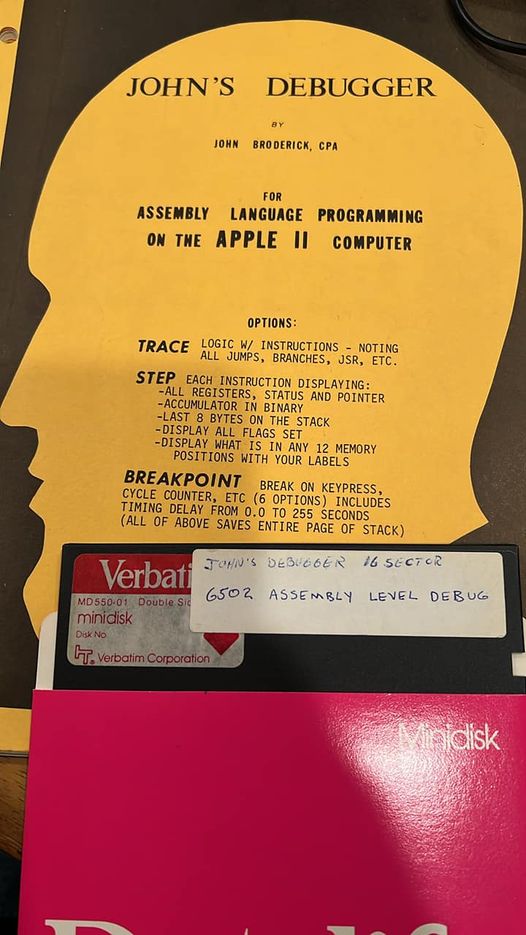 JOHN'S DEBUGGER
BY
JOHN BRODERICK, CPA
FOR
ASSEMBLY LANGUAGE PROGRAMMING
ON THE APPLE II COMPUTER
OPTIONS:
TRACE LOGIC W/ INSTRUCTIONS - NOTING
ALL JUMPS, BRANCHES, JSR, ETC.
STEP EACH INSTRUCTION DISPLAYING:
-ALL REGISTERS, STATUS AND POINTER
-ACCUMULATOR IN BINARY
-LAST 8 BYTES ON THE STACK
-DISPLAY ALL FLAGS SET
-DISPLAY WHAT IS IN ANY 12 MEMORY
POSITIONS WITH YOUR LABELS
BREAKPOINT BREAK ON KEYPRESS,
CYCLE COUNTER, ETC (6 OPTIONS) INCLUDES
TIMING DELAY FROM 0.0 TO 255 SECONDS
(ALL OF ABOVE SAVES ENTIRE PAGE OF STACK)
Verbati
MD550-01 Double Sid
minidisk
Disk No
Verbatim Corporation
JOHN'S DEBUGGER 16 SECTOR
6502 ASSEMBLY LEVEL DEBUG
Minidisk